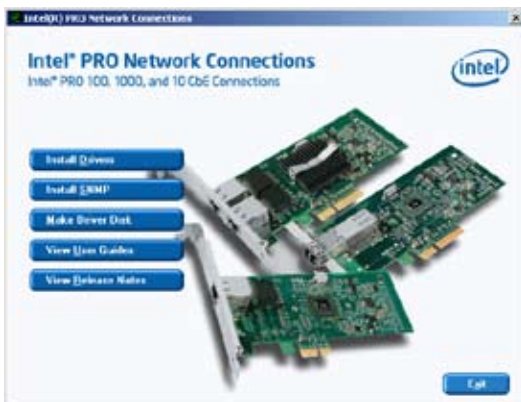 Intel(R) PRO Network Connections
Intel® PRO Network Connections
Intel® PRO 100, 1000, and 10 GbE Connections
intel
Install Drivers
Install SNMP
Make Driver Disk
View User Guides
View Release Notes
Exit